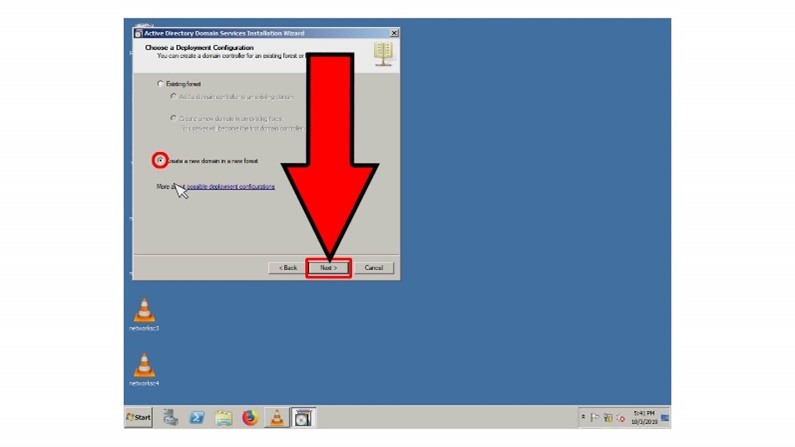 Active Directory Domain Services Installation Wizard
Choose a Deployment Configuration
You can create a domain controller for an existing forest or
Existing forest
Add a domain controller to an existing domain
Create a new domain in an existing forest
This server will become the first domain controller
Create a new domain in a new forest
More about possible deployment configurations
< Back
Next >
Cancel
networksc3
networksc4
Start
5:41 PM
10/3/2019